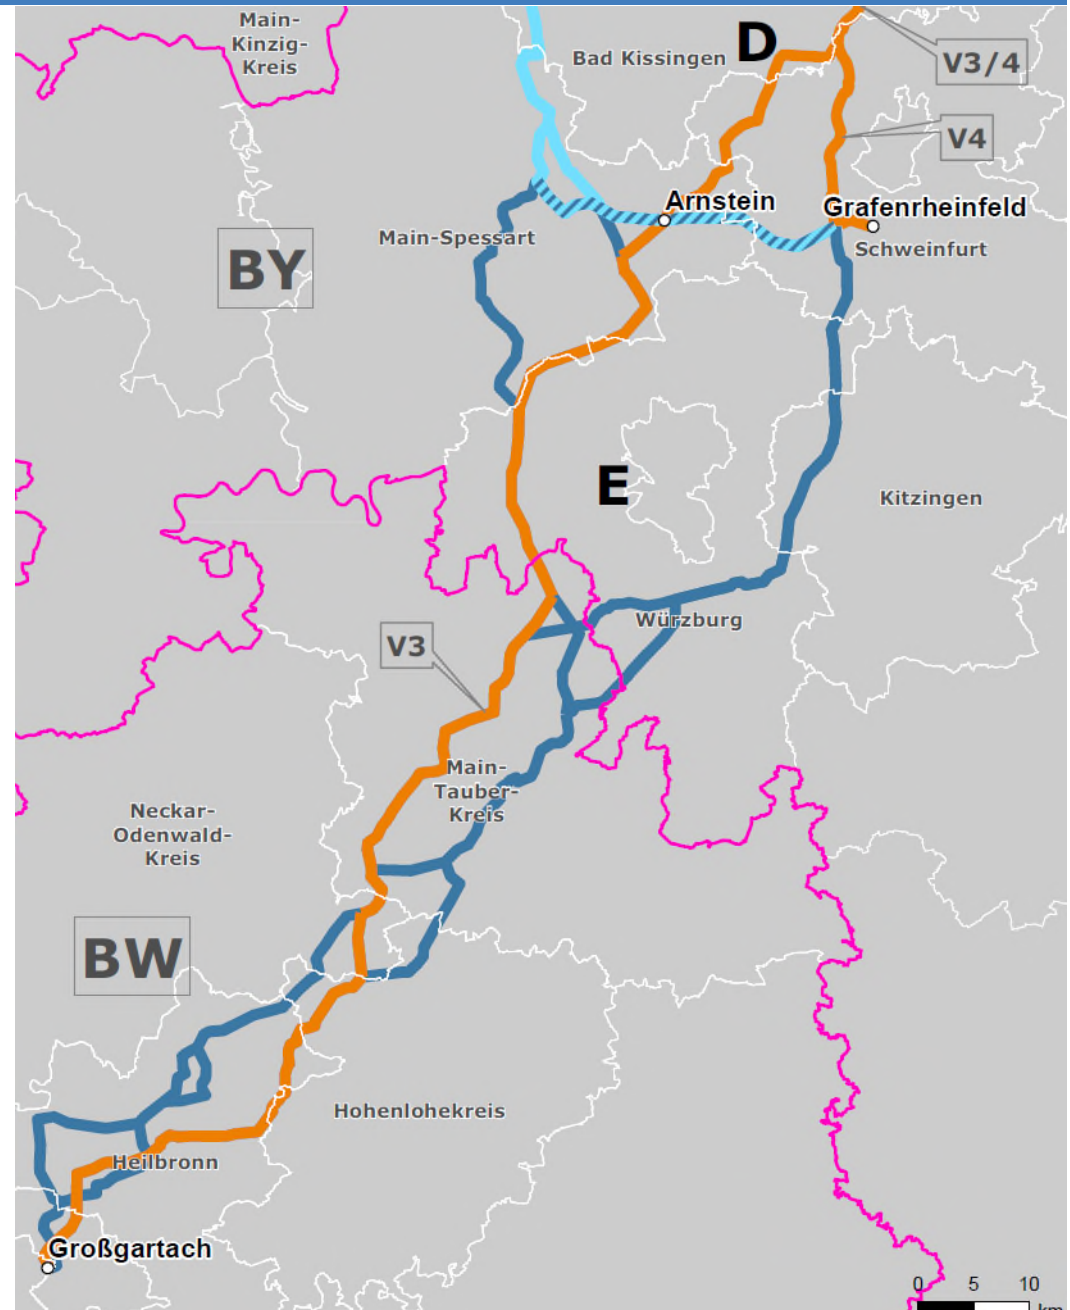 Main-
Kinzig-
Kreis
Bad Kissingen
D
V3/4
V4
Arnstein
Grafenrheinfeld
Main-Spessart
Schweinfurt
BY
E
Kitzingen
Würzburg
V3
Main-
Tauber-
Kreis
Neckar-
Odenwald-
Kreis
BW
Hohenlohekreis
Heilbronn
Großgartach
0 5 10
km